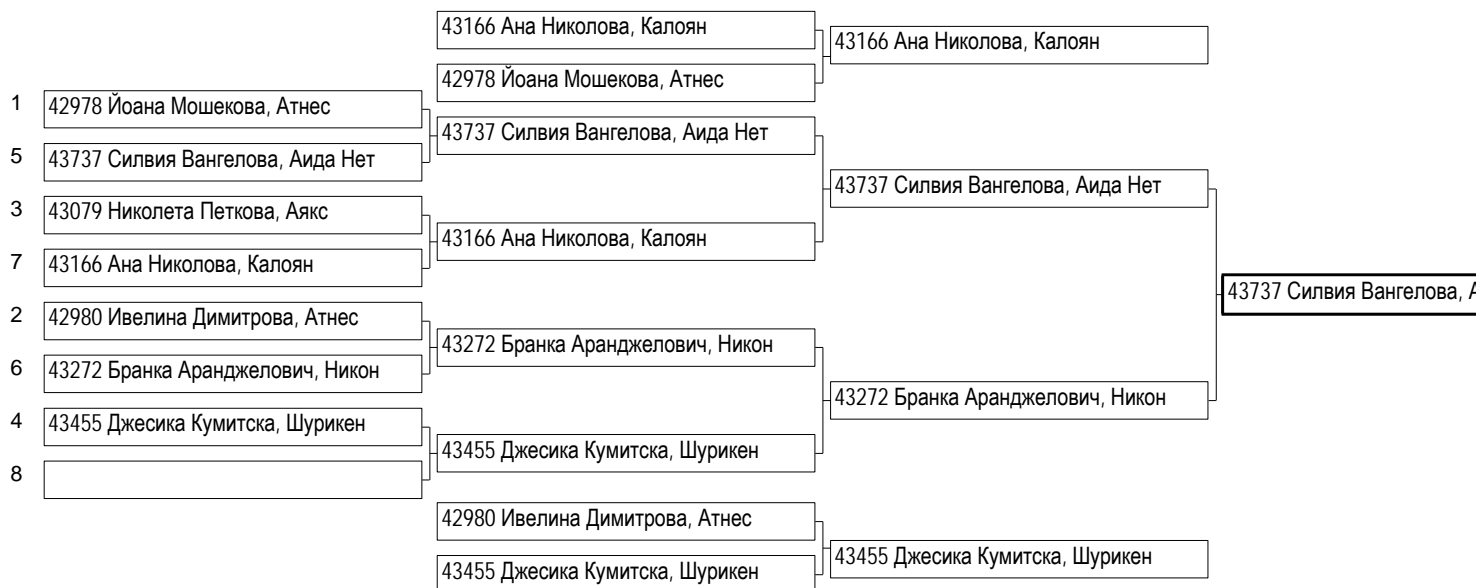 43166 Ана Николова, Калоян
43166 Ана Николова, Калоян
42978 Йоана Мошекова, Атнес
1 42978 Йоана Мошекова, Атнес
43737 Силвия Вангелова, Аида Нет
5 43737 Силвия Вангелова, Аида Нет
43737 Силвия Вангелова, Аида Нет
3 43079 Николета Петкова, Аякс
43166 Ана Николова, Калоян
7 43166 Ана Николова, Калоян
43737 Силвия Вангелова, А
2 42980 Ивелина Димитрова, Атнес
43272 Бранка Аранджелович, Никон
6 43272 Бранка Аранджелович, Никон
43272 Бранка Аранджелович, Никон
4 43455 Джесика Кумитска, Шурикен
43455 Джесика Кумитска, Шурикен
8
42980 Ивелина Димитрова, Атнес
43455 Джесика Кумитска, Шурикен
43455 Джесика Кумитска, Шурикен